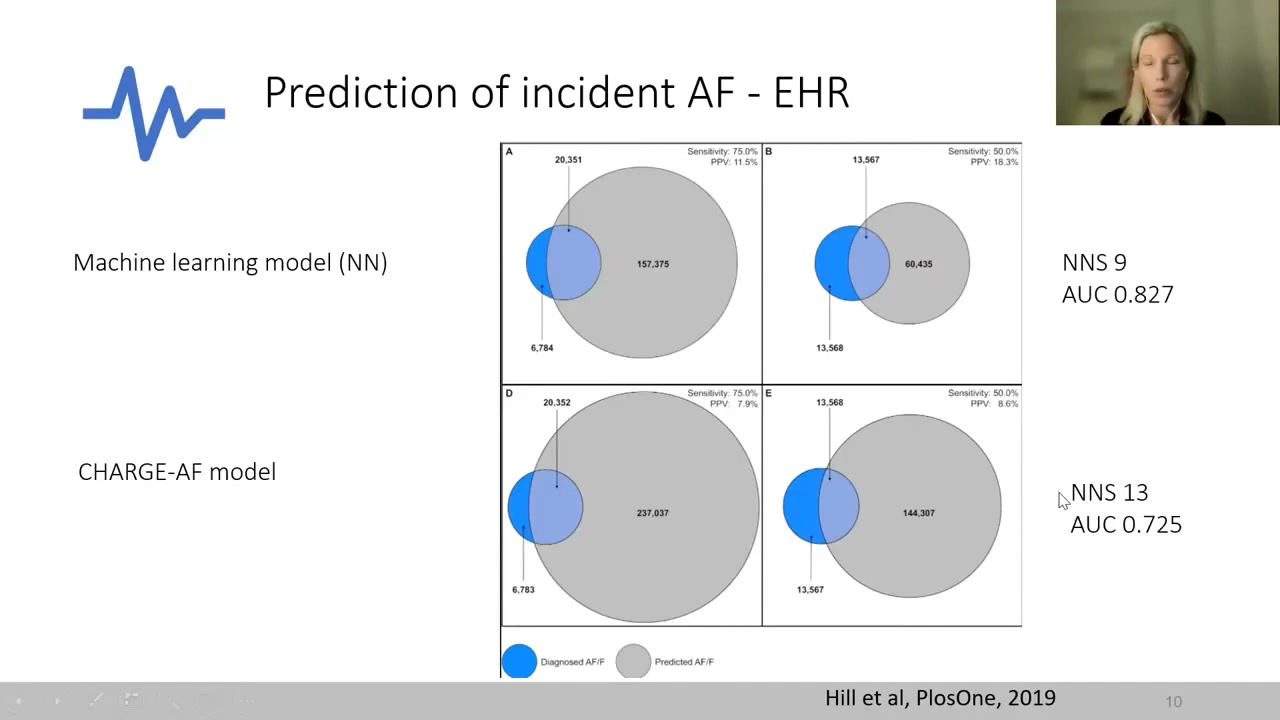 Prediction of incident AF - EHR
Machine learning model (NN)
A
Sensitivity: 75.0%
PPV: 11.5%
20,351
157,375
6,784
B
Sensitivity: 50.0%
PPV: 18.3%
13,567
60,435
13,568
NNS 9
AUC 0.827
CHARGE-AF model
D
Sensitivity: 75.0%
PPV: 7.9%
20,352
237,037
6,783
E
Sensitivity: 50.0%
PPV: 8.6%
13,568
144,307
13,567
NNS 13
AUC 0.725
Diagnosed AF/F
Predicted AF/F
Hill et al, PlosOne, 2019
10